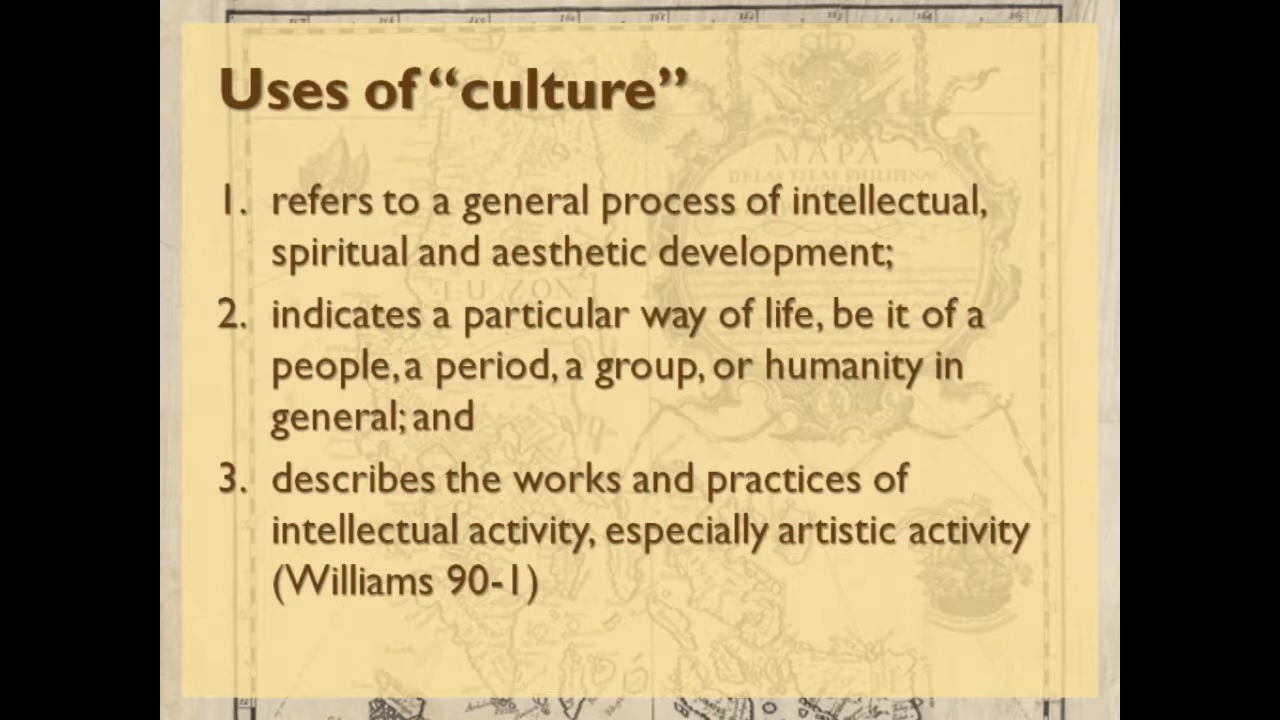 Uses of “culture”
1. refers to a general process of intellectual,
spiritual and aesthetic development;
2. indicates a particular way of life, be it of a
people, a period, a group, or humanity in
general; and
3. describes the works and practices of
intellectual activity, especially artistic activity
(Williams 90-1)
MAPA
LUZON